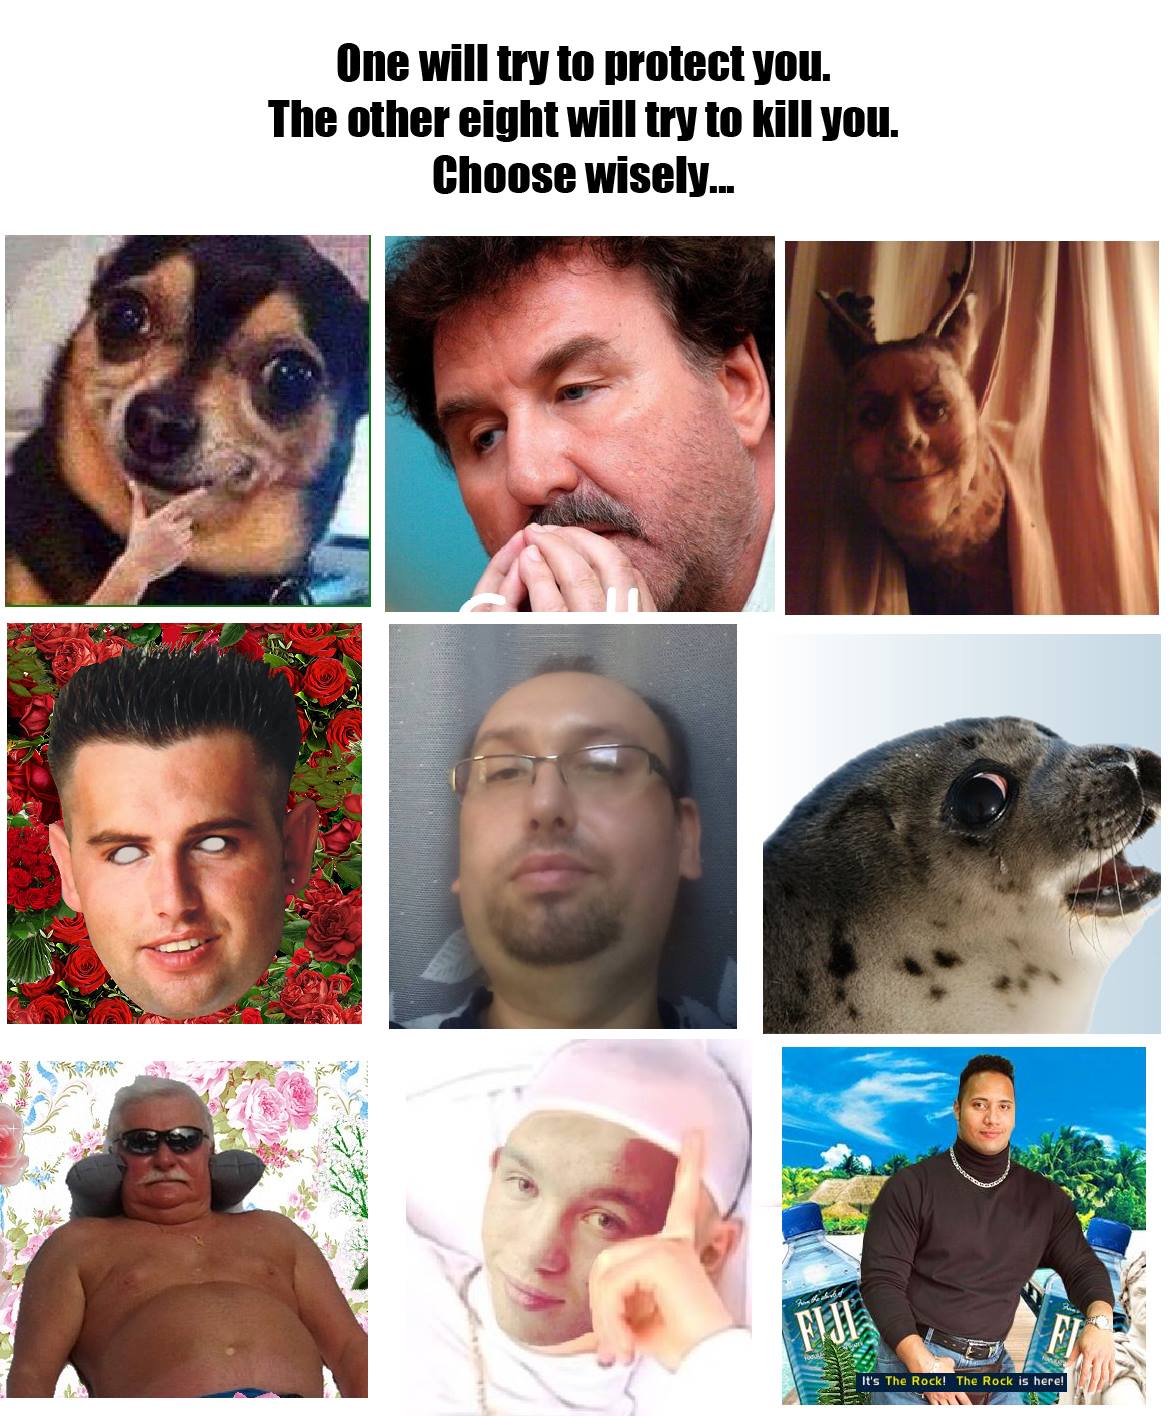 One will try to protect you.
The other eight will try to kill you.
Choose wisely...
FIJI
FI
It's The Rock! The Rock is here!